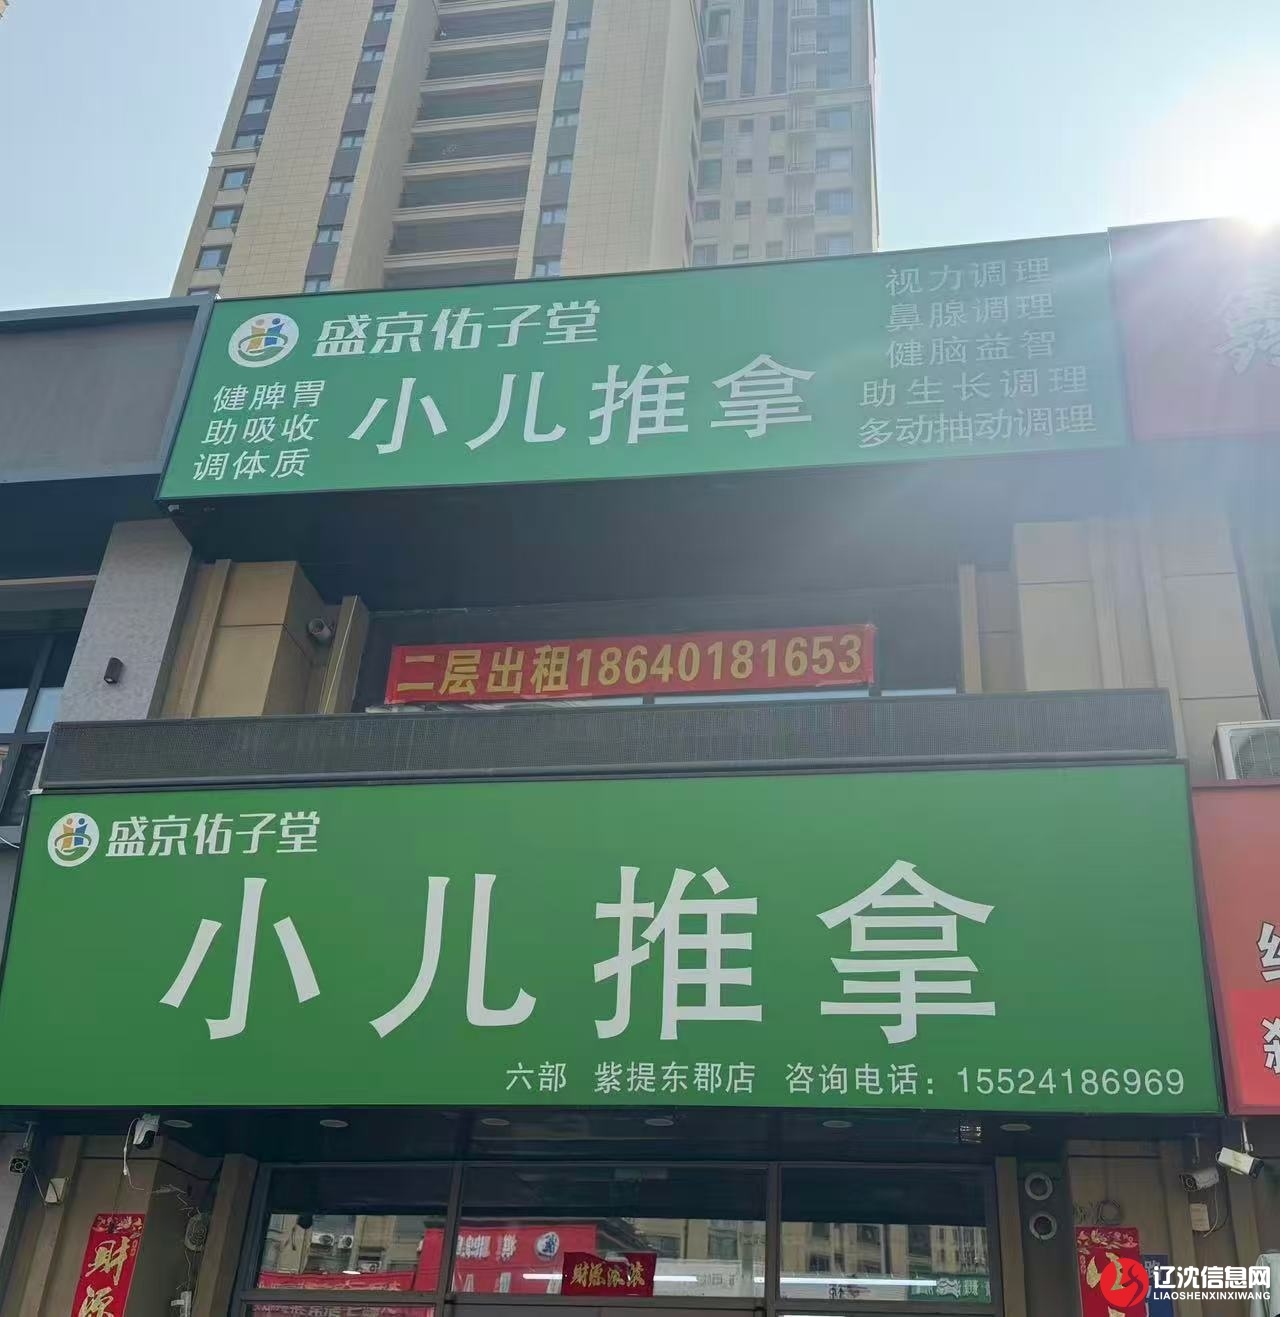 盛京佑子堂
小儿推拿
健脾胃
助吸收
调体质
视力调理
鼻腺调理
健脑益智
助生长调理
多动抽动调理
二层出租18640181653
盛京佑子堂
小儿推拿
六部 紫提东郡店 咨询电话：15524186969
财源
财源滚滚
辽沈信息网
LIAOSHENXINXIWANG